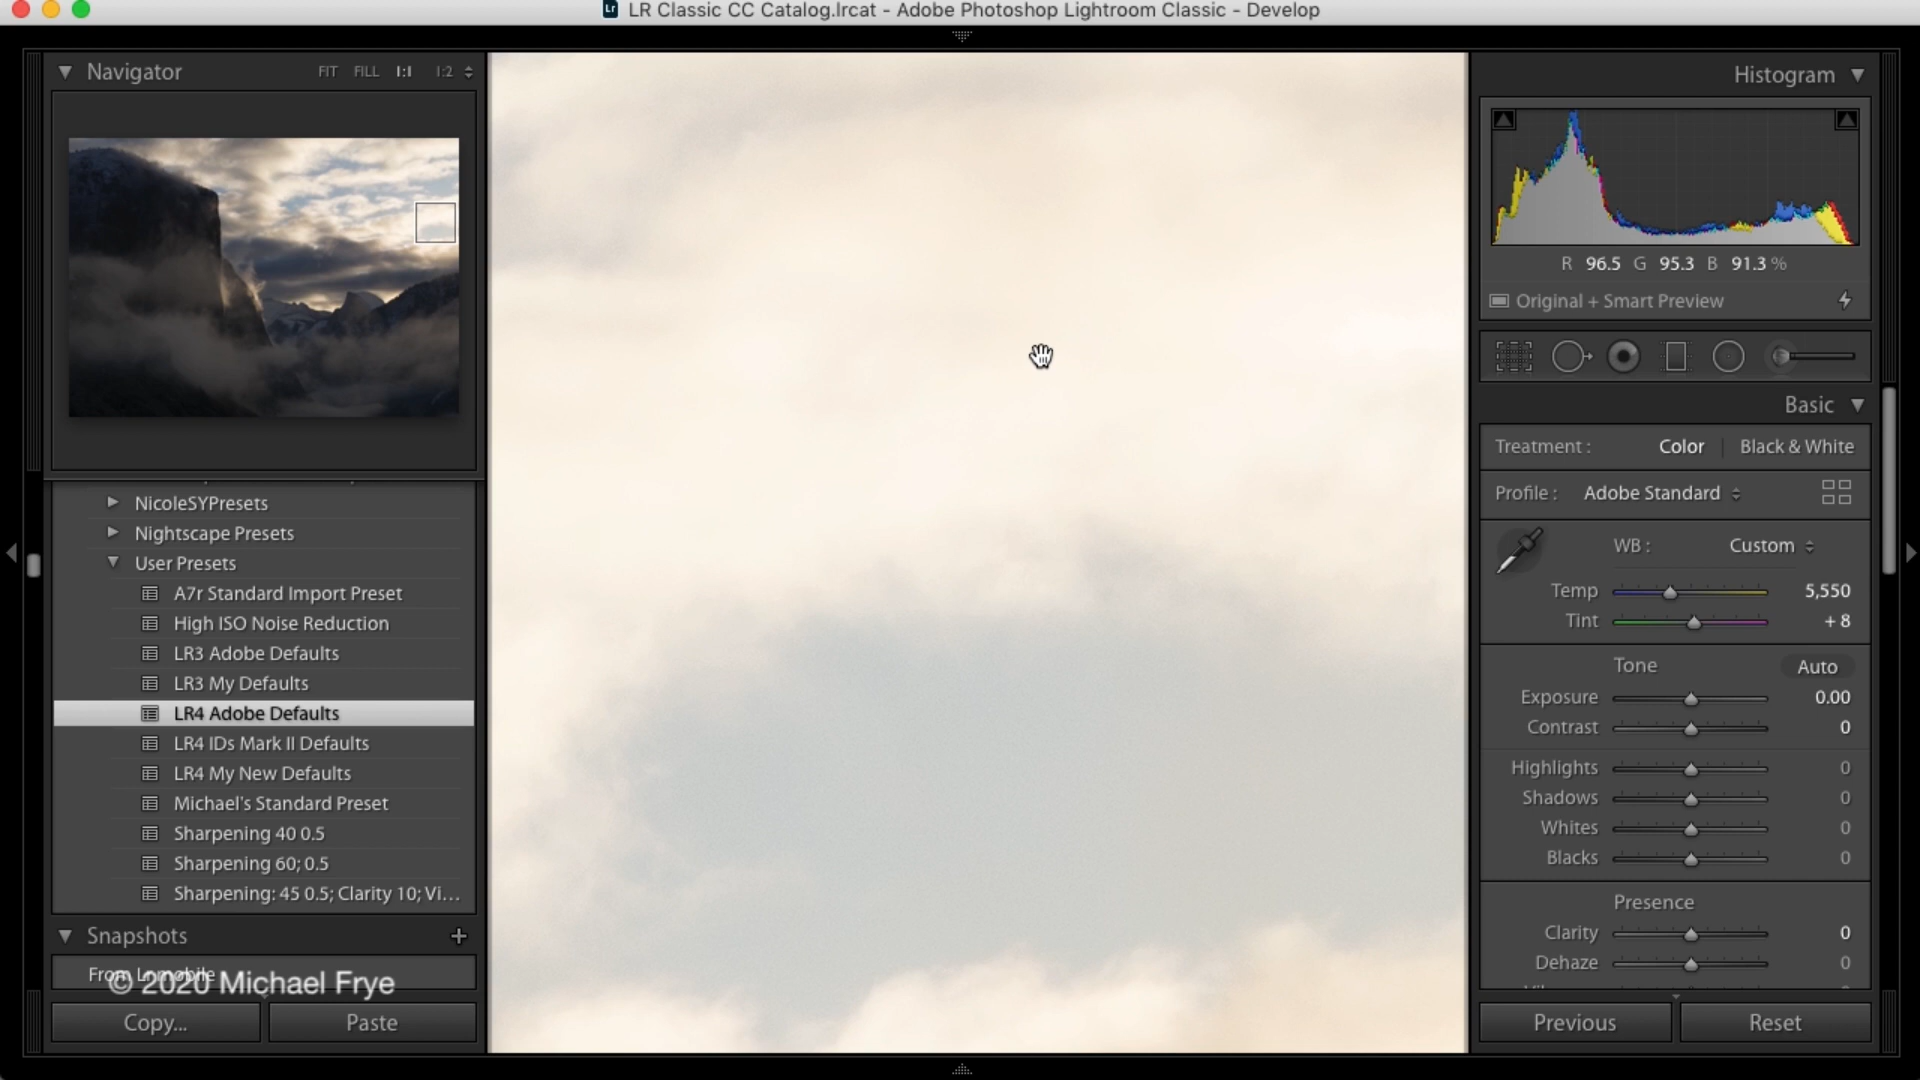 LR Classic CC Catalog.lrcat - Adobe Photoshop Lightroom Classic - Develop
Navigator FIT FILL 1:1 1:2
NicoleSYPresets
Nightscape Presets
User Presets
A7r Standard Import Preset
High ISO Noise Reduction
LR3 Adobe Defaults
LR3 My Defaults
LR4 Adobe Defaults
LR4 IDs Mark II Defaults
LR4 My New Defaults
Michael's Standard Preset
Sharpening 40 0.5
Sharpening 60; 0.5
Sharpening: 45 0.5; Clarity 10; Vi...
Snapshots +
From Lrmobile
© 2020 Michael Frye
Copy... Paste
Histogram
R 96.5 G 95.3 B 91.3 %
Original + Smart Preview
Basic
Treatment : Color Black & White
Profile : Adobe Standard
WB : Custom
Temp 5,550
Tint + 8
Tone Auto
Exposure 0.00
Contrast 0
Highlights 0
Shadows 0
Whites 0
Blacks 0
Presence
Clarity 0
Dehaze 0
Previous Reset